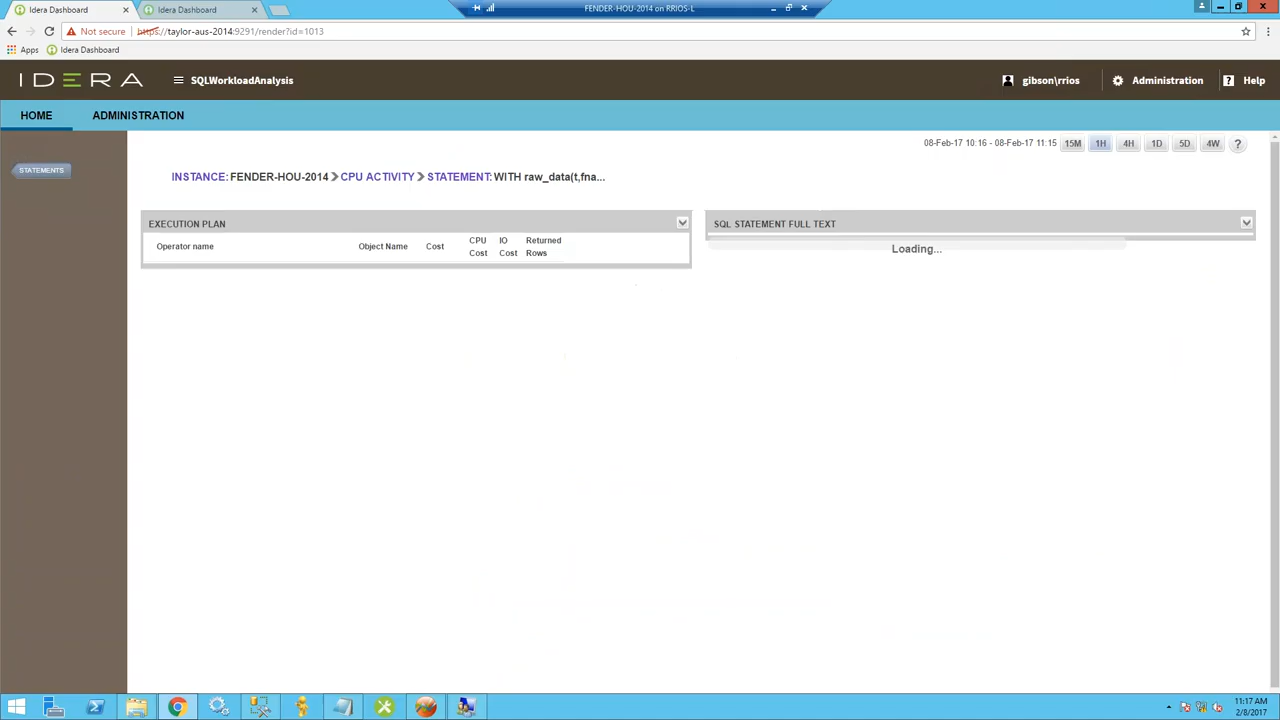 Idera Dashboard
Idera Dashboard
FENDER-HOU-2014 on RRIOS-L
Not secure https://taylor-aus-2014:9291/render?id=1013
Apps Idera Dashboard
IDERA SQLWorkloadAnalysis gibson\rrios Administration ? Help
HOME ADMINISTRATION
08-Feb-17 10:16 - 08-Feb-17 11:15 15M 1H 4H 1D 5D 4W ?
STATEMENTS
INSTANCE: FENDER-HOU-2014 CPU ACTIVITY STATEMENT: WITH raw_data(t,fna...
EXECUTION PLAN
Operator name Object Name Cost CPU Cost IO Cost Returned Rows
SQL STATEMENT FULL TEXT
Loading...
11:17 AM
2/8/2017